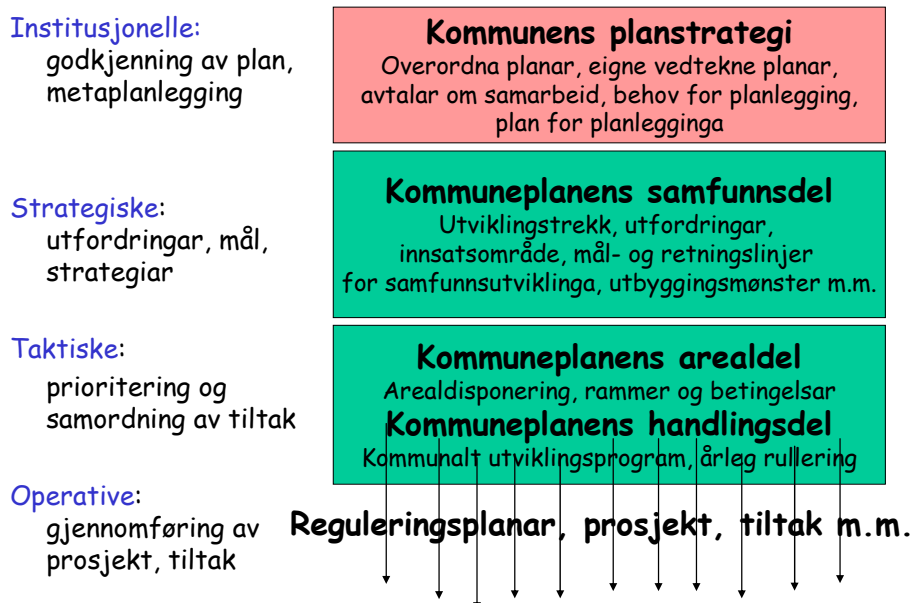 Institusjonelle:
godkjenning av plan,
metaplanlegging
Kommunens planstrategi
Overordna planar, eigne vedtekne planar,
avtalar om samarbeid, behov for planlegging,
plan for planlegginga
Strategiske:
utfordringar, mål,
strategiar
Kommuneplanens samfunnsdel
Utviklingstrekk, utfordringar,
innsatsområde, mål- og retningslinjer
for samfunnsutviklinga, utbyggingsmønster m.m.
Taktiske:
prioritering og
samordning av tiltak
Kommuneplanens arealdel
Arealdisponering, rammer og betingelsar
Kommuneplanens handlingsdel
Kommunalt utviklingsprogram, årleg rullering
Operative:
gjennomføring av
prosjekt, tiltak
Reguleringsplanar, prosjekt, tiltak m.m.